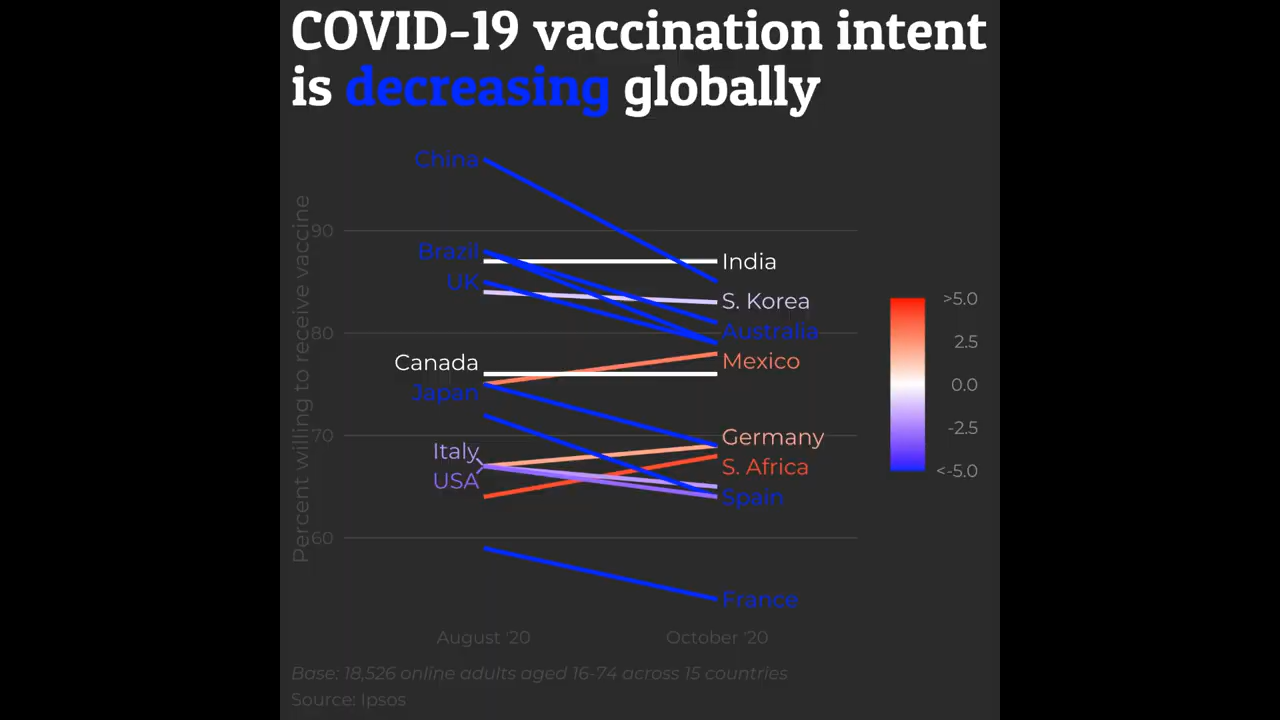 COVID-19 vaccination intent
is decreasing globally
China
90
Brazil
India
UK
S. Korea
>5.0
80
Australia
2.5
Canada
Mexico
0.0
Japan
-2.5
70
Germany
Italy
S. Africa
<-5.0
USA
Spain
60
France
Percent willing to receive vaccine
August '20
October '20
Base: 18,526 online adults aged 16-74 across 15 countries
Source: Ipsos